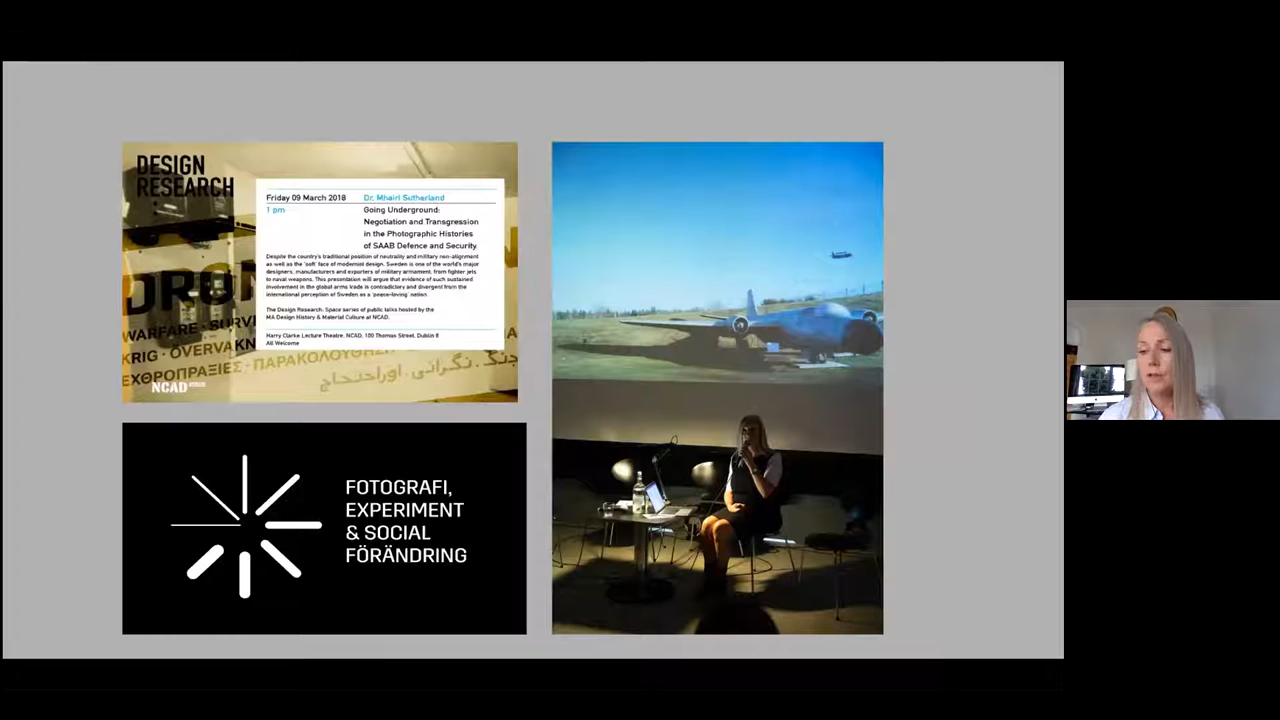 DESIGN
RESEARCH
Friday 09 March 2018
Dr. Mhairi Sutherland
1 pm
Going Underground:
Negotiation and Transgression
in the Photographic Histories
of SAAB Defence and Security.
Despite the country's traditional position of neutrality and military non-alignment
as well as the 'soft' face of modernist design, Sweden is one of the world's major
designers, manufacturers and exporters of military armament, from fighter jets
to naval weapons. This presentation will argue that evidence of such sustained
involvement in the global arms trade is contradictory and divergent from the
international perception of Sweden as a 'peace-loving' nation.
The Design Research: Space series of public talks hosted by the
MA Design History & Material Culture at NCAD.
Harry Clarke Lecture Theatre, NCAD, 100 Thomas Street, Dublin 8
All Welcome
DRON
WARFARE · SURV
KRIG · ÖVERVAKN
ΕΧΘΡΟΠΡΑΞΙΕΣ · ΠΑΡΑΚΟΛΟΥΘΗΣ
جنگ · نگرانی · اور احتجاج
NCAD
FOTOGRAFI,
EXPERIMENT
& SOCIAL
FÖRÄNDRING